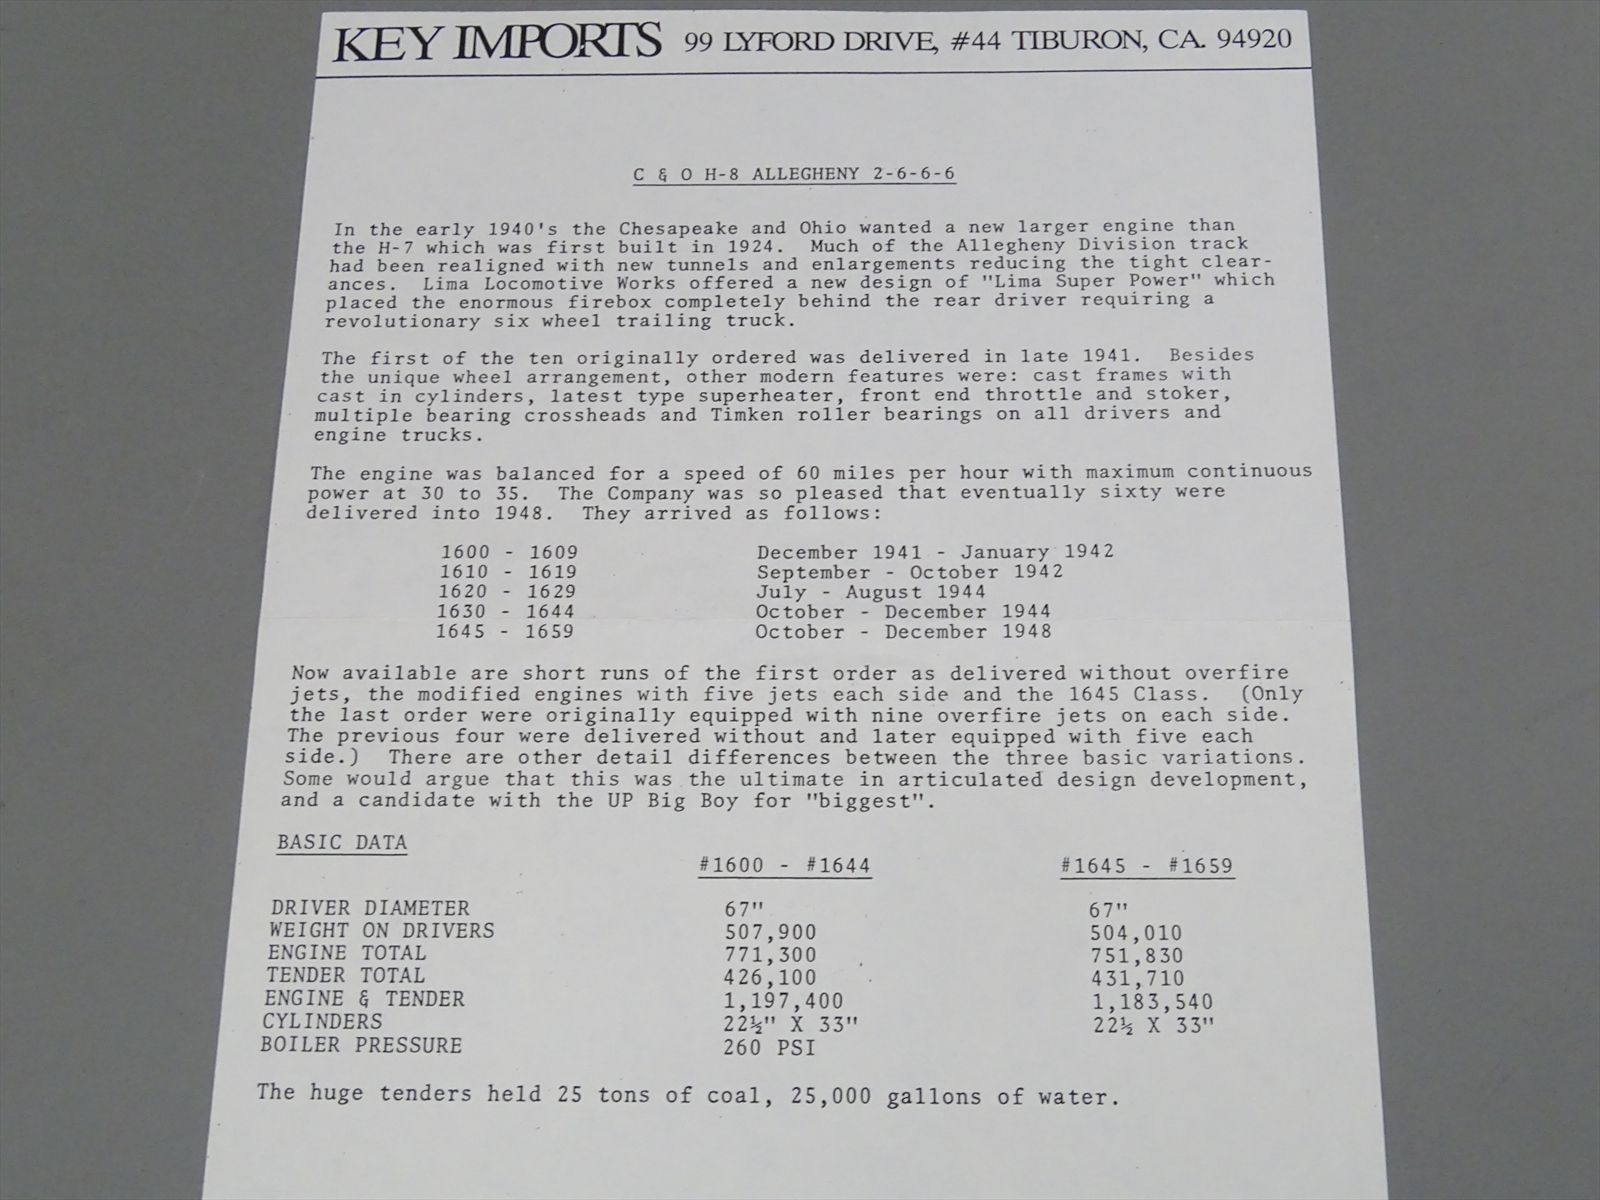 KEY IMPORTS 99 LYFORD DRIVE, #44 TIBURON, CA. 94920
C & O H-8 ALLEGHENY 2-6-6-6
In the early 1940's the Chesapeake and Ohio wanted a new larger engine than
the H-7 which was first built in 1924. Much of the Allegheny Division track
had been realigned with new tunnels and enlargements reducing the tight clear-
ances. Lima Locomotive Works offered a new design of "Lima Super Power" which
placed the enormous firebox completely behind the rear driver requiring a
revolutionary six wheel trailing truck.
The first of the ten originally ordered was delivered in late 1941. Besides
the unique wheel arrangement, other modern features were: cast frames with
cast in cylinders, latest type superheater, front end throttle and stoker,
multiple bearing crossheads and Timken roller bearings on all drivers and
engine trucks.
The engine was balanced for a speed of 60 miles per hour with maximum continuous
power at 30 to 35. The Company was so pleased that eventually sixty were
delivered into 1948. They arrived as follows:
1600 - 1609 December 1941 - January 1942
1610 - 1619 September - October 1942
1620 - 1629 July - August 1944
1630 - 1644 October - December 1944
1645 - 1659 October - December 1948
Now available are short runs of the first order as delivered without overfire
jets, the modified engines with five jets each side and the 1645 Class. (Only
the last order were originally equipped with nine overfire jets on each side.
The previous four were delivered without and later equipped with five each
side.) There are other detail differences between the three basic variations.
Some would argue that this was the ultimate in articulated design development,
and a candidate with the UP Big Boy for "biggest".
BASIC DATA
#1600 - #1644 #1645 - #1659
DRIVER DIAMETER 67" 67"
WEIGHT ON DRIVERS 507,900 504,010
ENGINE TOTAL 771,300 751,830
TENDER TOTAL 426,100 431,710
ENGINE & TENDER 1,197,400 1,183,540
CYLINDERS 22½" X 33" 22½ X 33"
BOILER PRESSURE 260 PSI
The huge tenders held 25 tons of coal, 25,000 gallons of water.